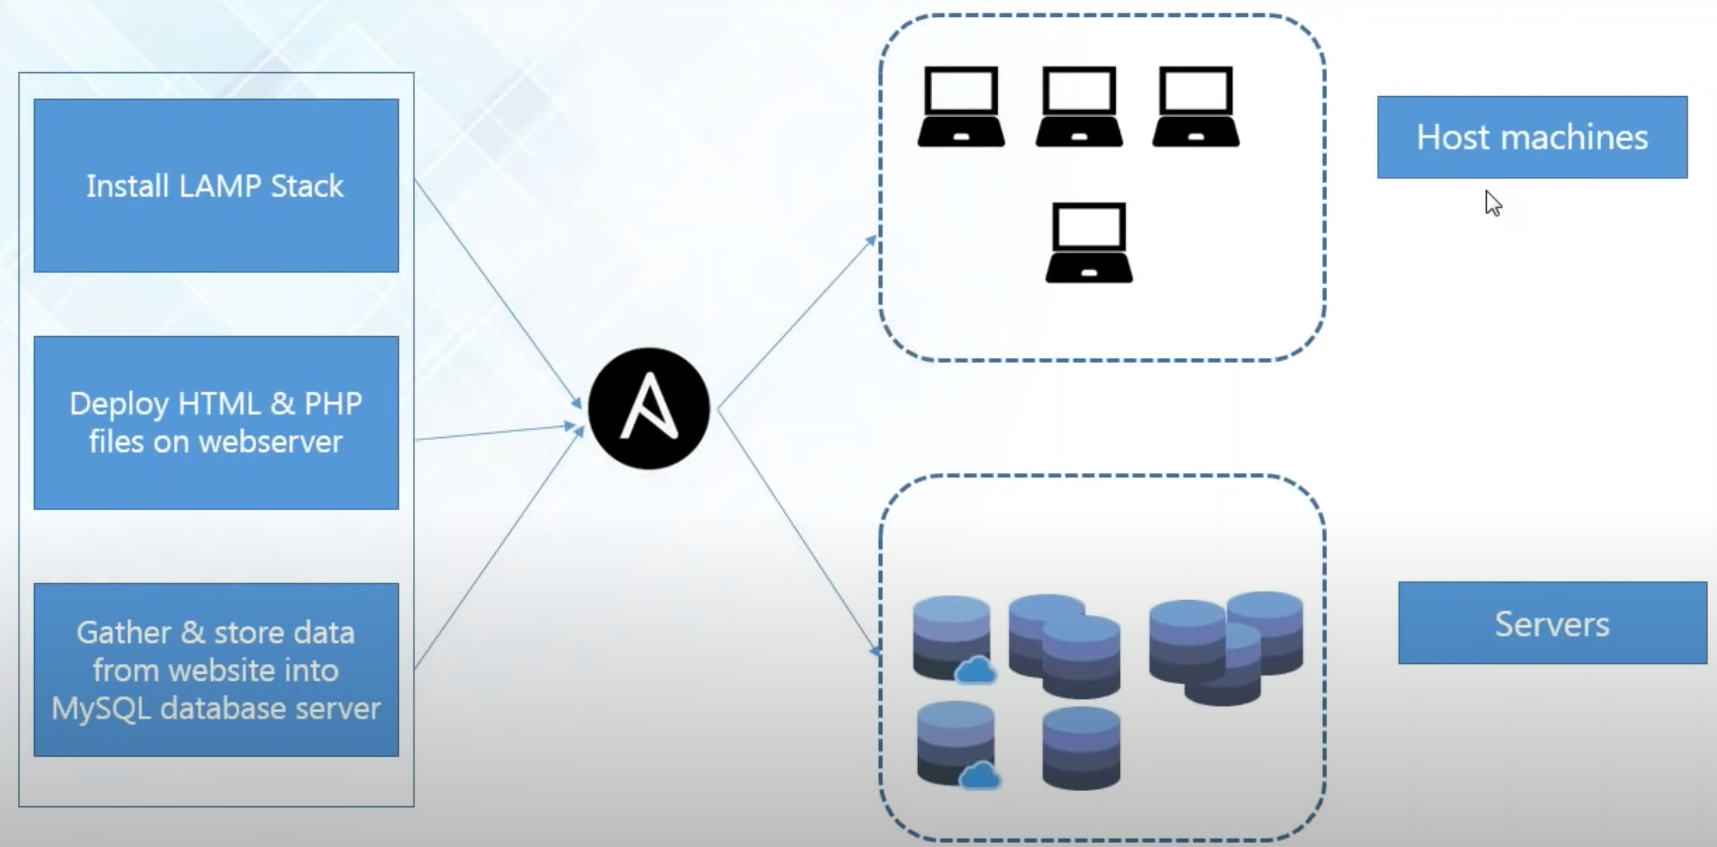 Install LAMP Stack
Deploy HTML & PHP
files on webserver
Gather & store data
from website into
MySQL database server
Host machines
Servers